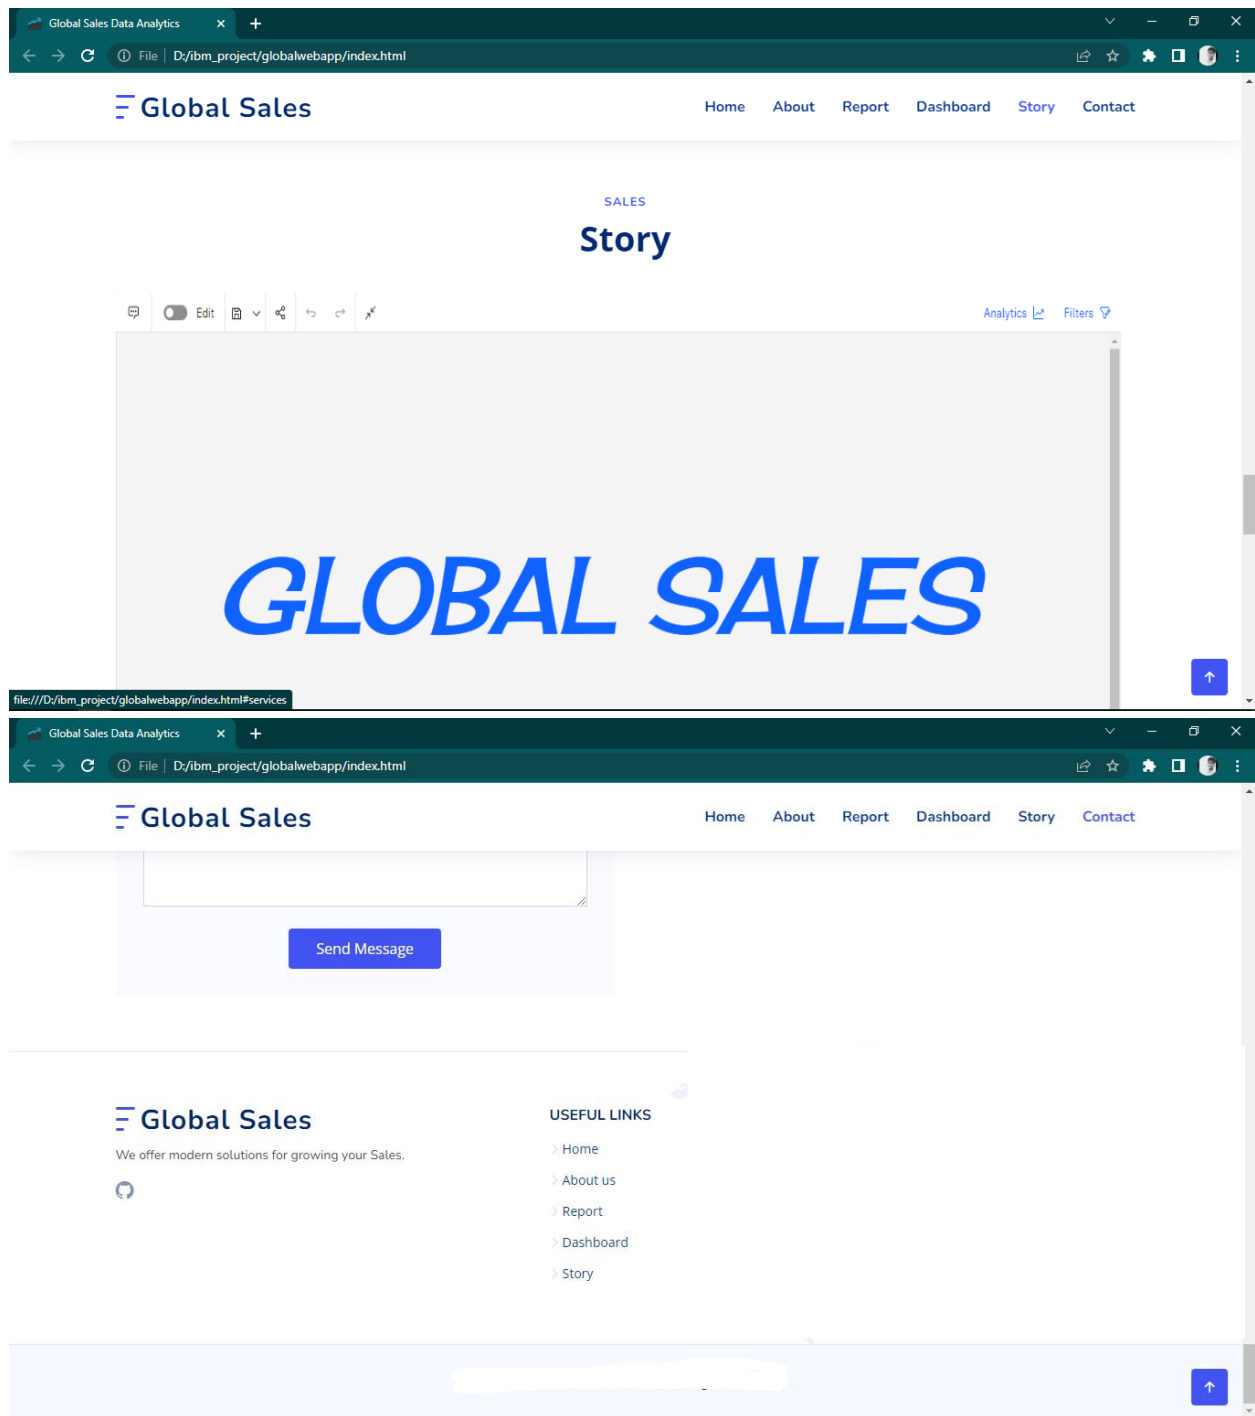 Global Sales Data Analytics
File | D:/ibm_project/globalwebapp/index.html
Global Sales
Home About Report Dashboard Story Contact
SALES
Story
Edit
Analytics Filters
GLOBAL SALES
file:///D:/ibm_project/globalwebapp/index.html#services
Global Sales Data Analytics
File | D:/ibm_project/globalwebapp/index.html
Global Sales
Home About Report Dashboard Story Contact
Send Message
Global Sales
We offer modern solutions for growing your Sales.
USEFUL LINKS
Home
About us
Report
Dashboard
Story